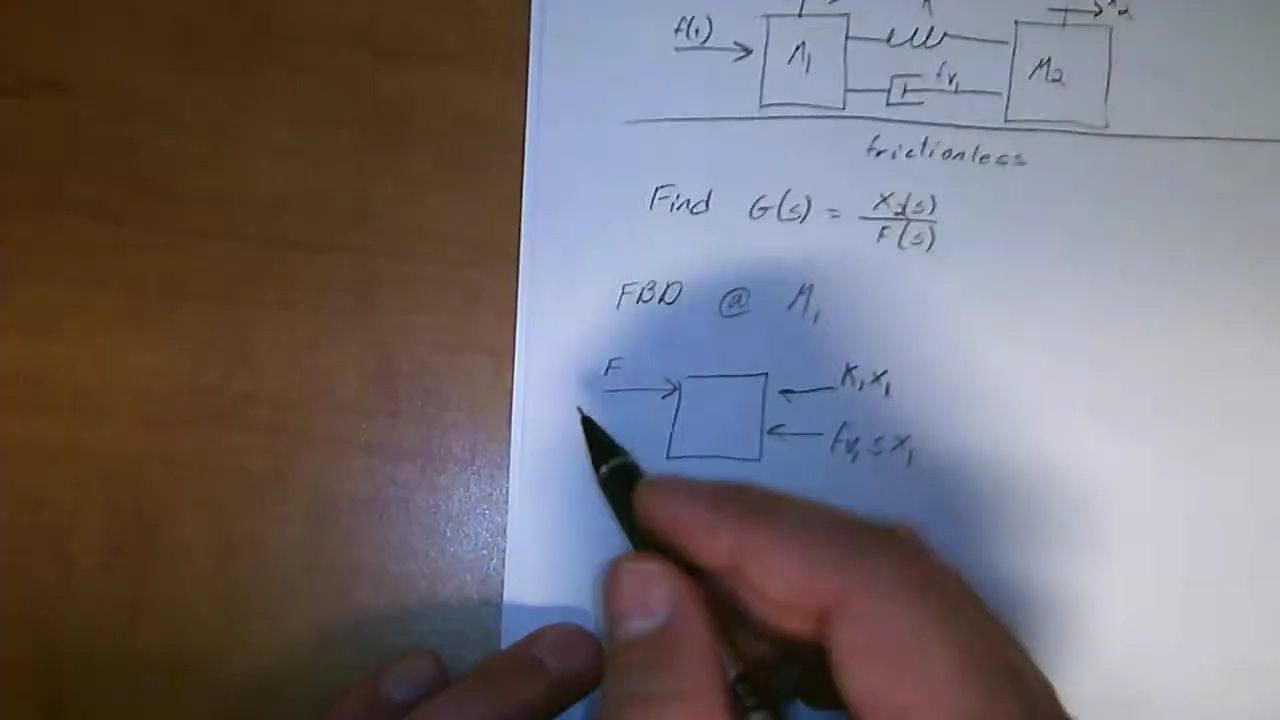 f(t) M₁ M₂
fv₁
frictionless
Find G(s) = X₂(s) / F(s)
FBD @ M₁
F K₁X₁
fv₁sX₁